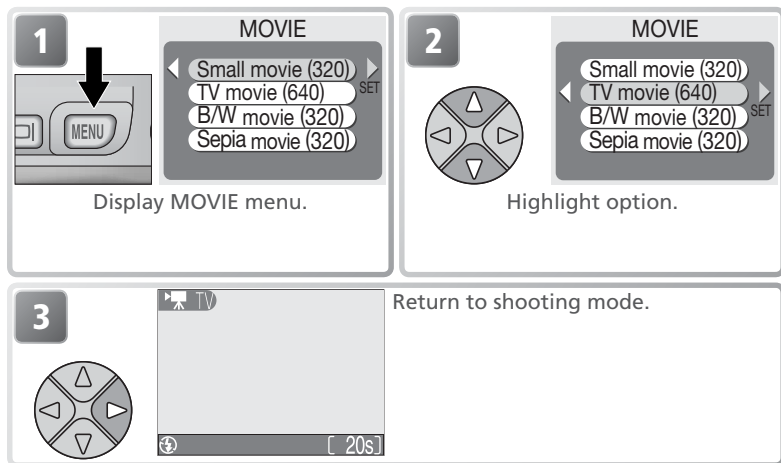 1
MENU
MOVIE
Small movie (320)
TV movie (640)
B/W movie (320)
Sepia movie (320)
SET
Display MOVIE menu.
2
MOVIE
Small movie (320)
TV movie (640)
B/W movie (320)
Sepia movie (320)
SET
Highlight option.
3
TV
[ 20s]
Return to shooting mode.